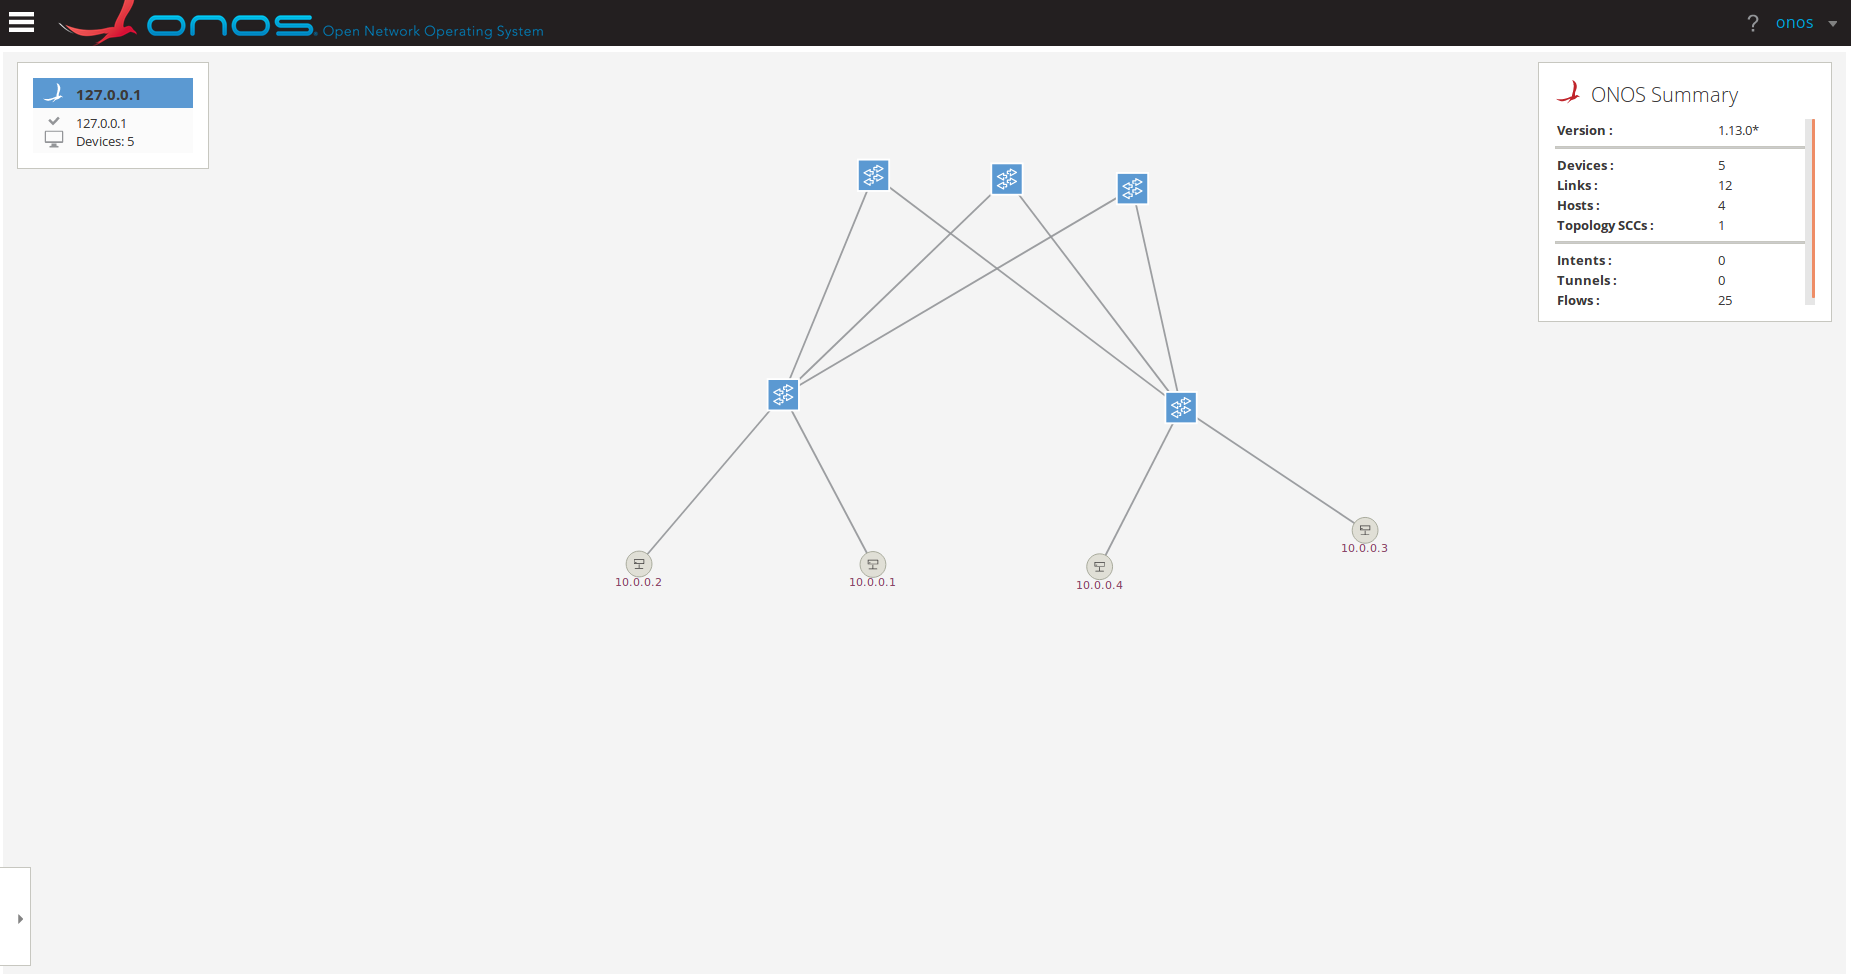 onos Open Network Operating System
? onos
127.0.0.1
127.0.0.1
Devices: 5
ONOS Summary
Version : 1.13.0*
Devices : 5
Links : 12
Hosts : 4
Topology SCCs : 1
Intents : 0
Tunnels : 0
Flows : 25
10.0.0.3
10.0.0.2
10.0.0.1
10.0.0.4